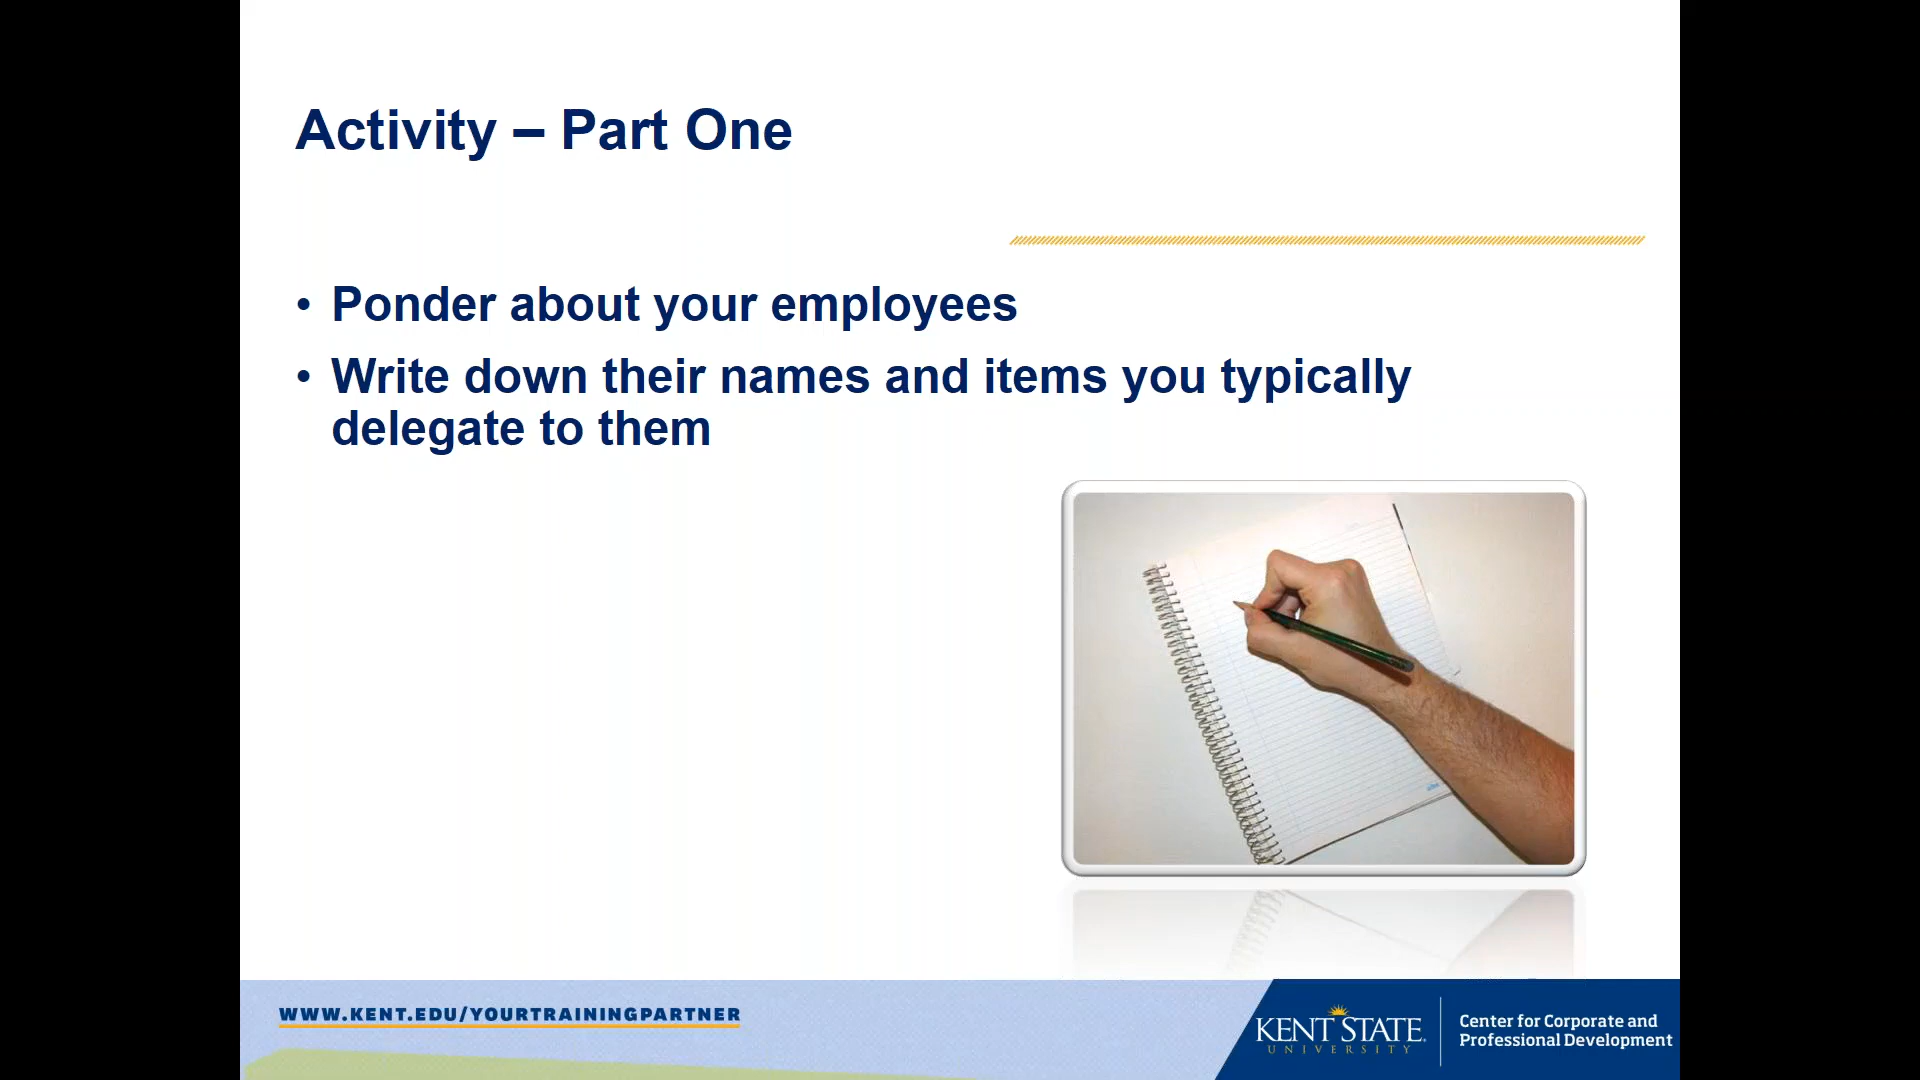 Activity – Part One
• Ponder about your employees
• Write down their names and items you typically
delegate to them
WWW.KENT.EDU/YOURTRAININGPARTNER
KENT STATE
UNIVERSITY
Center for Corporate and
Professional Development